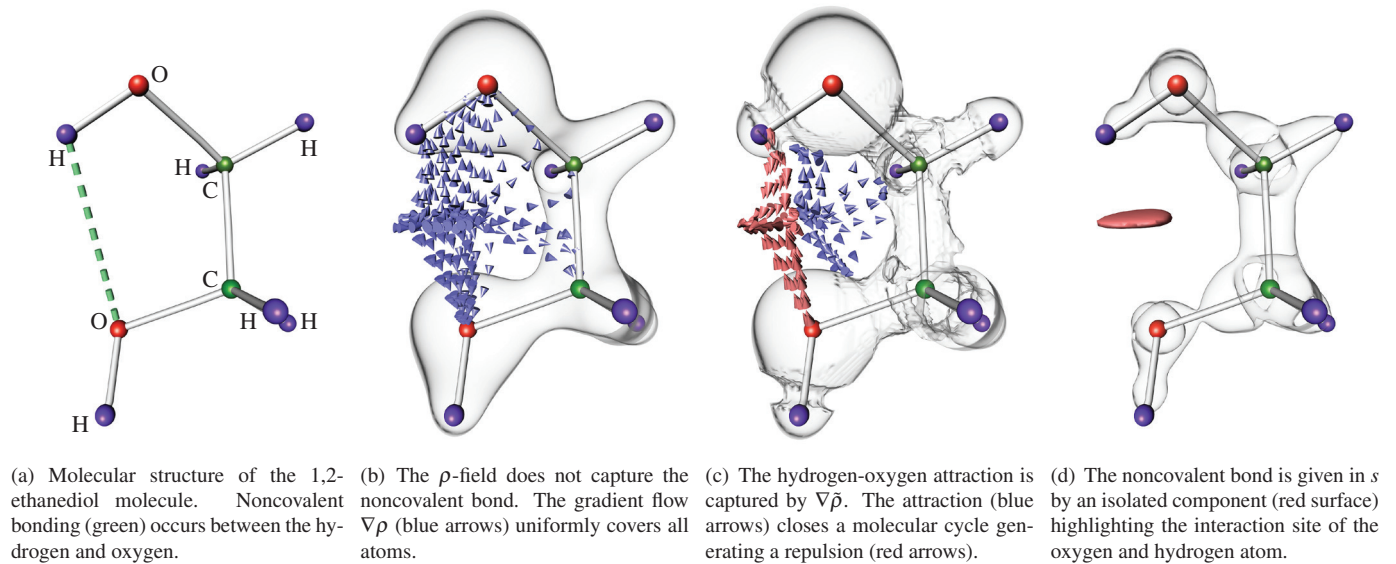 O
H
H
H
C
C
O
H
H
H
(a) Molecular structure of the 1,2-
ethanediol molecule. Noncovalent
bonding (green) occurs between the hy-
drogen and oxygen.
(b) The ρ-field does not capture the
noncovalent bond. The gradient flow
∇ρ (blue arrows) uniformly covers all
atoms.
(c) The hydrogen-oxygen attraction is
captured by ∇ρ̃. The attraction (blue
arrows) closes a molecular cycle gen-
erating a repulsion (red arrows).
(d) The noncovalent bond is given in s
by an isolated component (red surface)
highlighting the interaction site of the
oxygen and hydrogen atom.